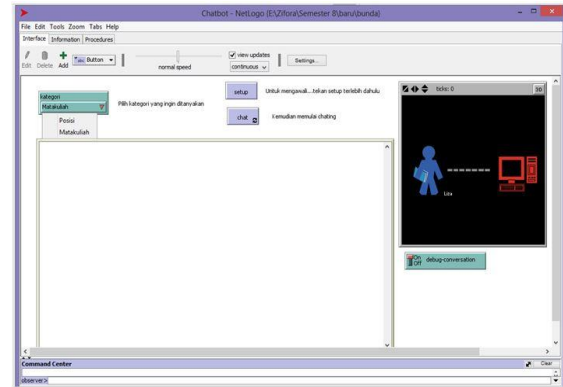 Chatbot - NetLogo {E:\Zifora\Semester 8\baru\bunda}
File Edit Tools Zoom Tabs Help
Interface Information Procedures
Edit Delete Add
Button
normal speed
view updates
continuous
Settings...
kategori
Matakuliah
Posisi
Matakuliah
Pilih kategori yang ingin ditanyakan
setup
Untuk mengawali...tekan setup terlebih dahulu
chat
Kemudian memulai chatting
ticks: 0
3D
Lita
On
Off
debug-conversation
Command Center
Clear
observer>